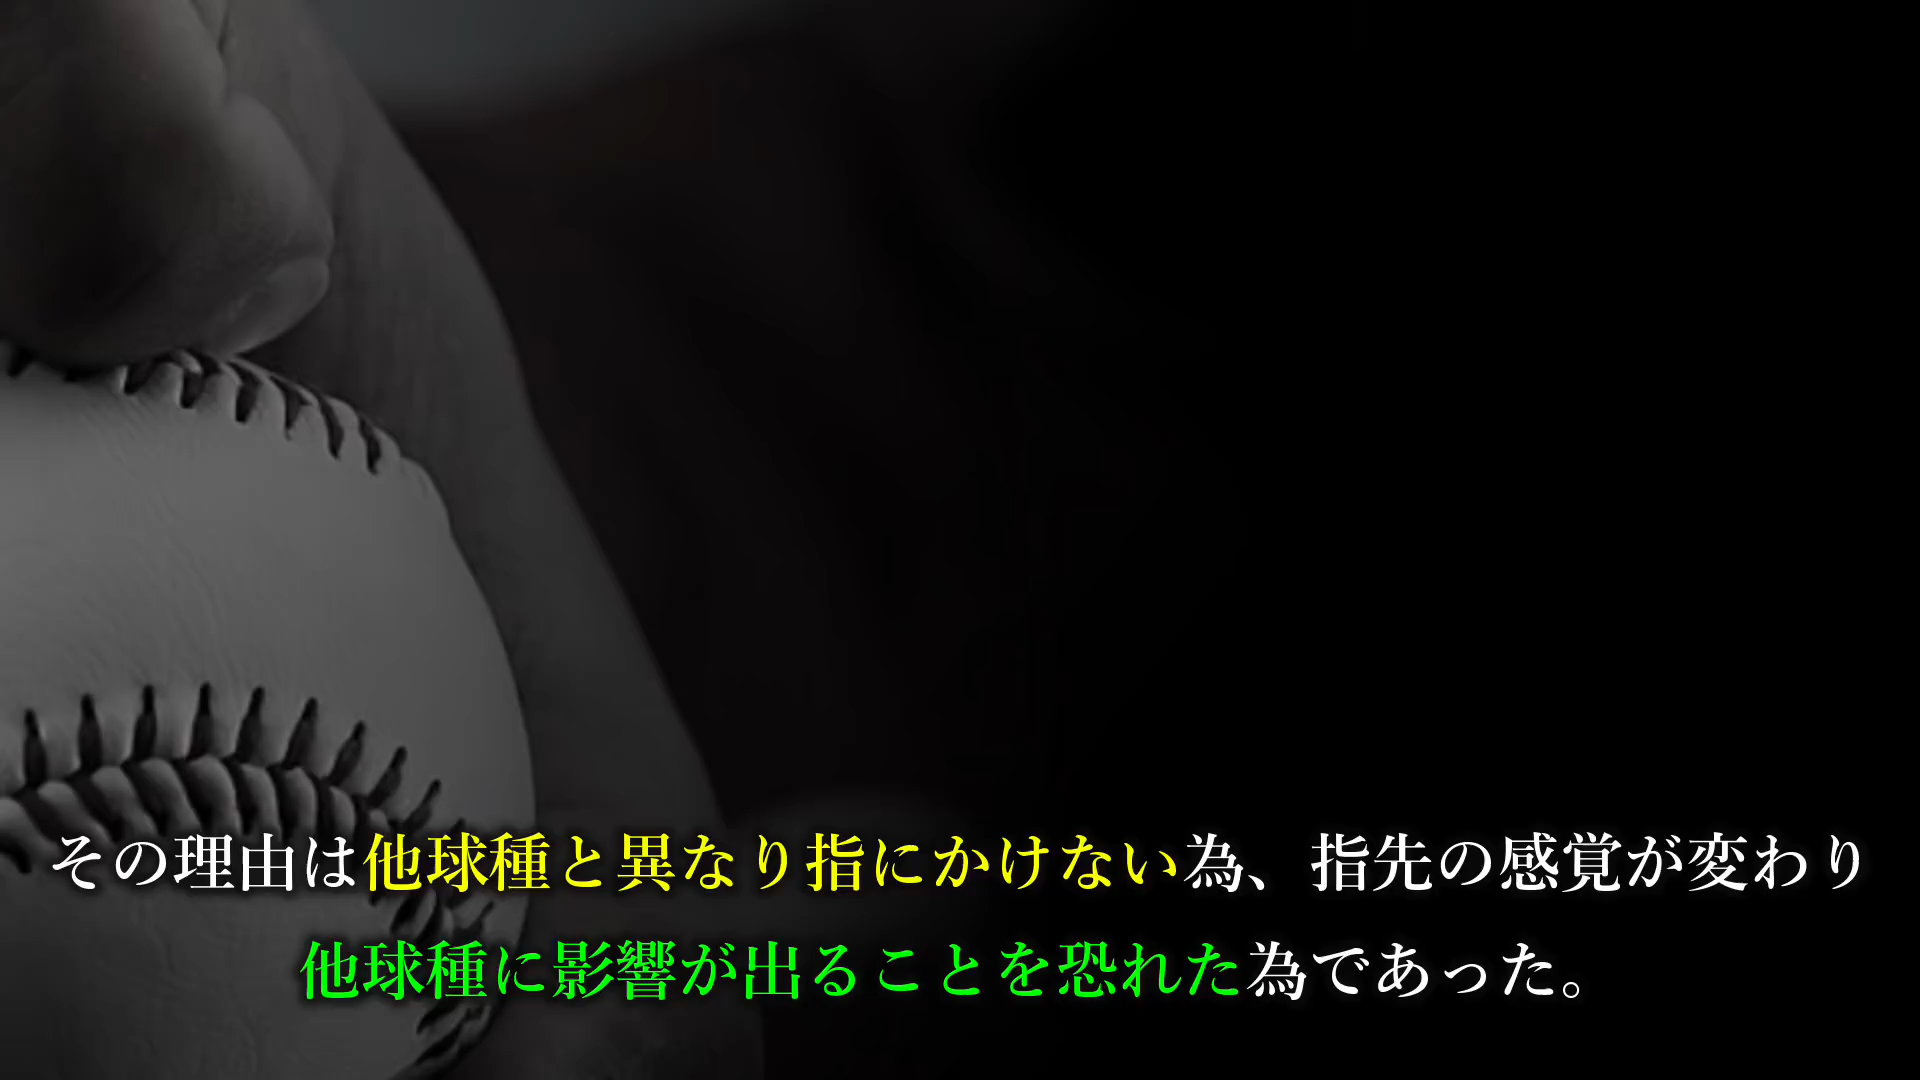 その理由は他球種と異なり指にかけない為、指先の感覚が変わり
他球種に影響が出ることを恐れた為であった。